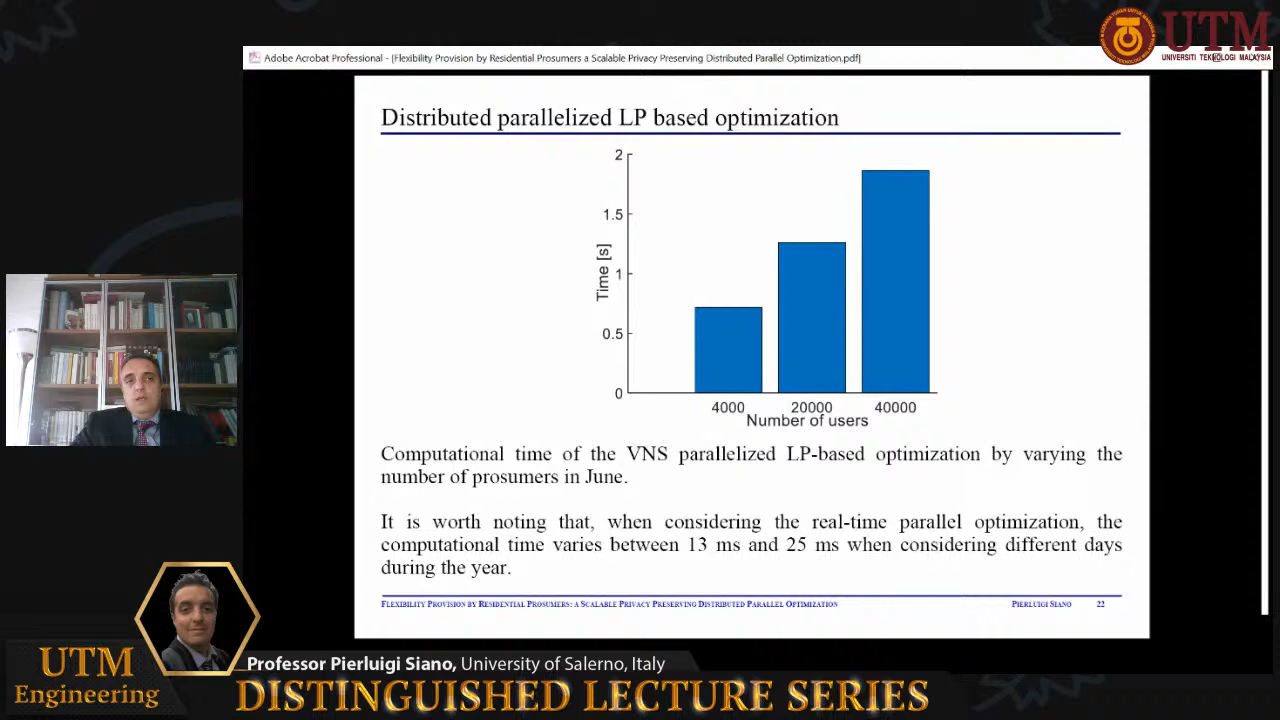 UTM
UNIVERSITI TEKNOLOGI MALAYSIA
Adobe Acrobat Professional - [Flexibility Provision by Residential Prosumers a Scalable Privacy Preserving Distributed Parallel Optimization.pdf]
Distributed parallelized LP based optimization
2
1.5
1
0.5
0
Time [s]
4000 20000 40000
Number of users
Computational time of the VNS parallelized LP-based optimization by varying the
number of prosumers in June.
It is worth noting that, when considering the real-time parallel optimization, the
computational time varies between 13 ms and 25 ms when considering different days
during the year.
FLEXIBILITY PROVISION BY RESIDENTIAL PROSUMERS: A SCALABLE PRIVACY PRESERVING DISTRIBUTED PARALLEL OPTIMIZATION PIERLUIGI SIANO 22
Professor Pierluigi Siano, University of Salerno, Italy
UTM
Engineering
DISTINGUISHED LECTURE SERIES